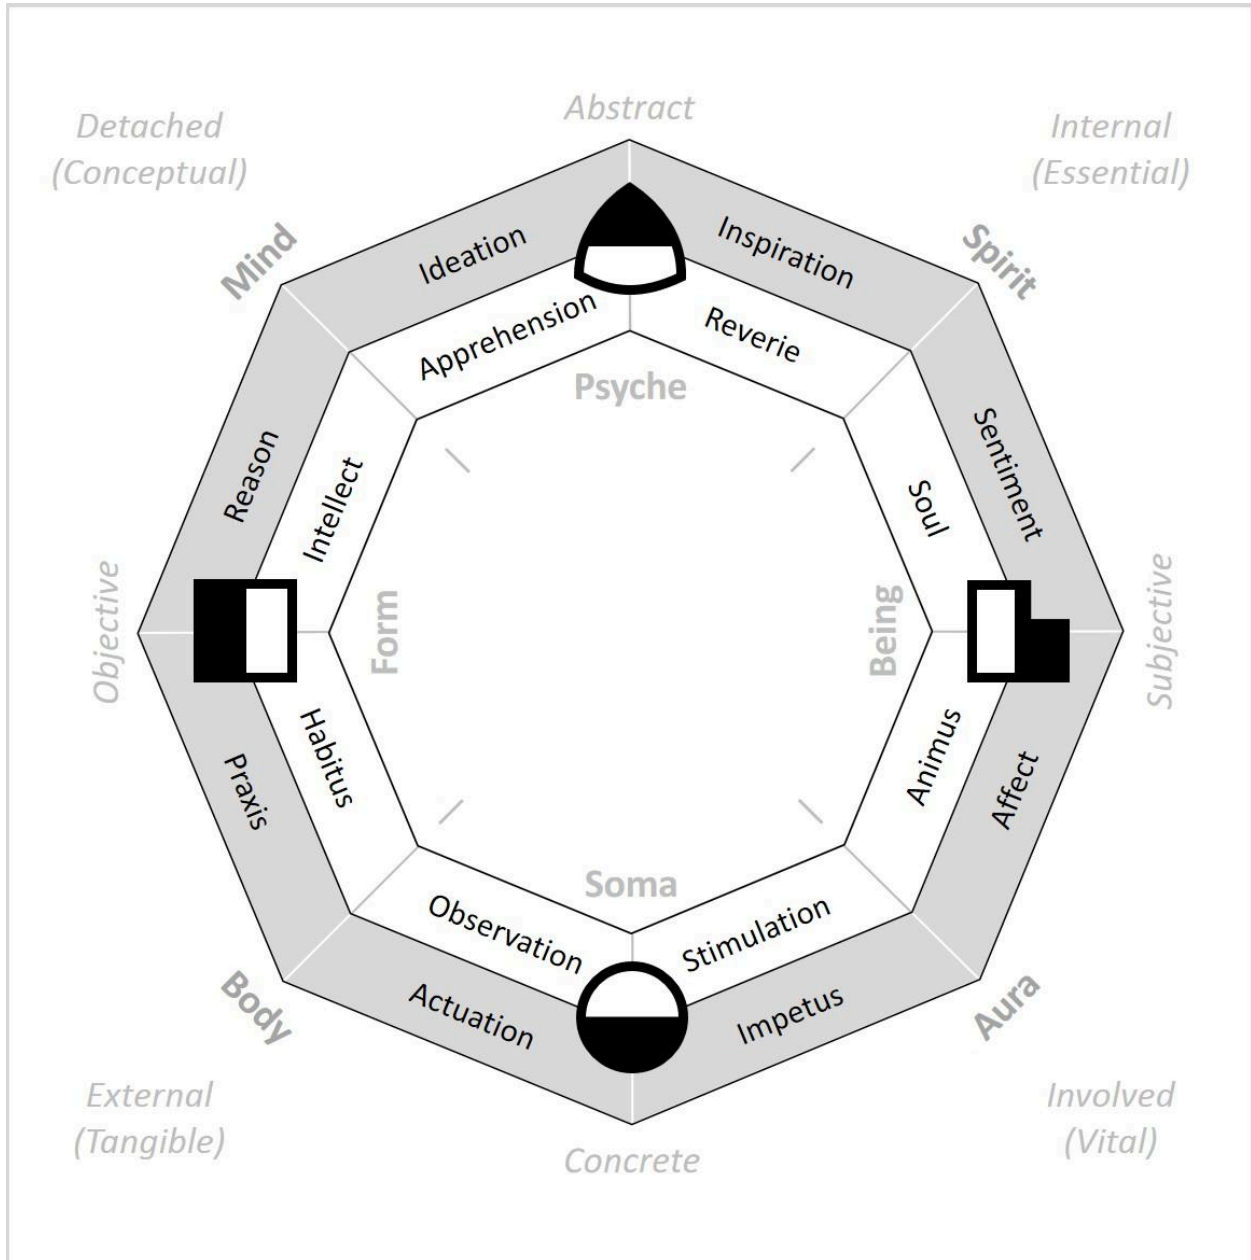 Abstract
Detached
(Conceptual)
Internal
(Essential)
Mind
Spirit
Ideation
Inspiration
Apprehension
Reverie
Psyche
Reason
Intellect
Soul
Sentiment
Objective
Form
Being
Subjective
Praxis
Habitus
Animus
Affect
Soma
Observation
Stimulation
Actuation
Impetus
Body
Aura
External
(Tangible)
Involved
(Vital)
Concrete